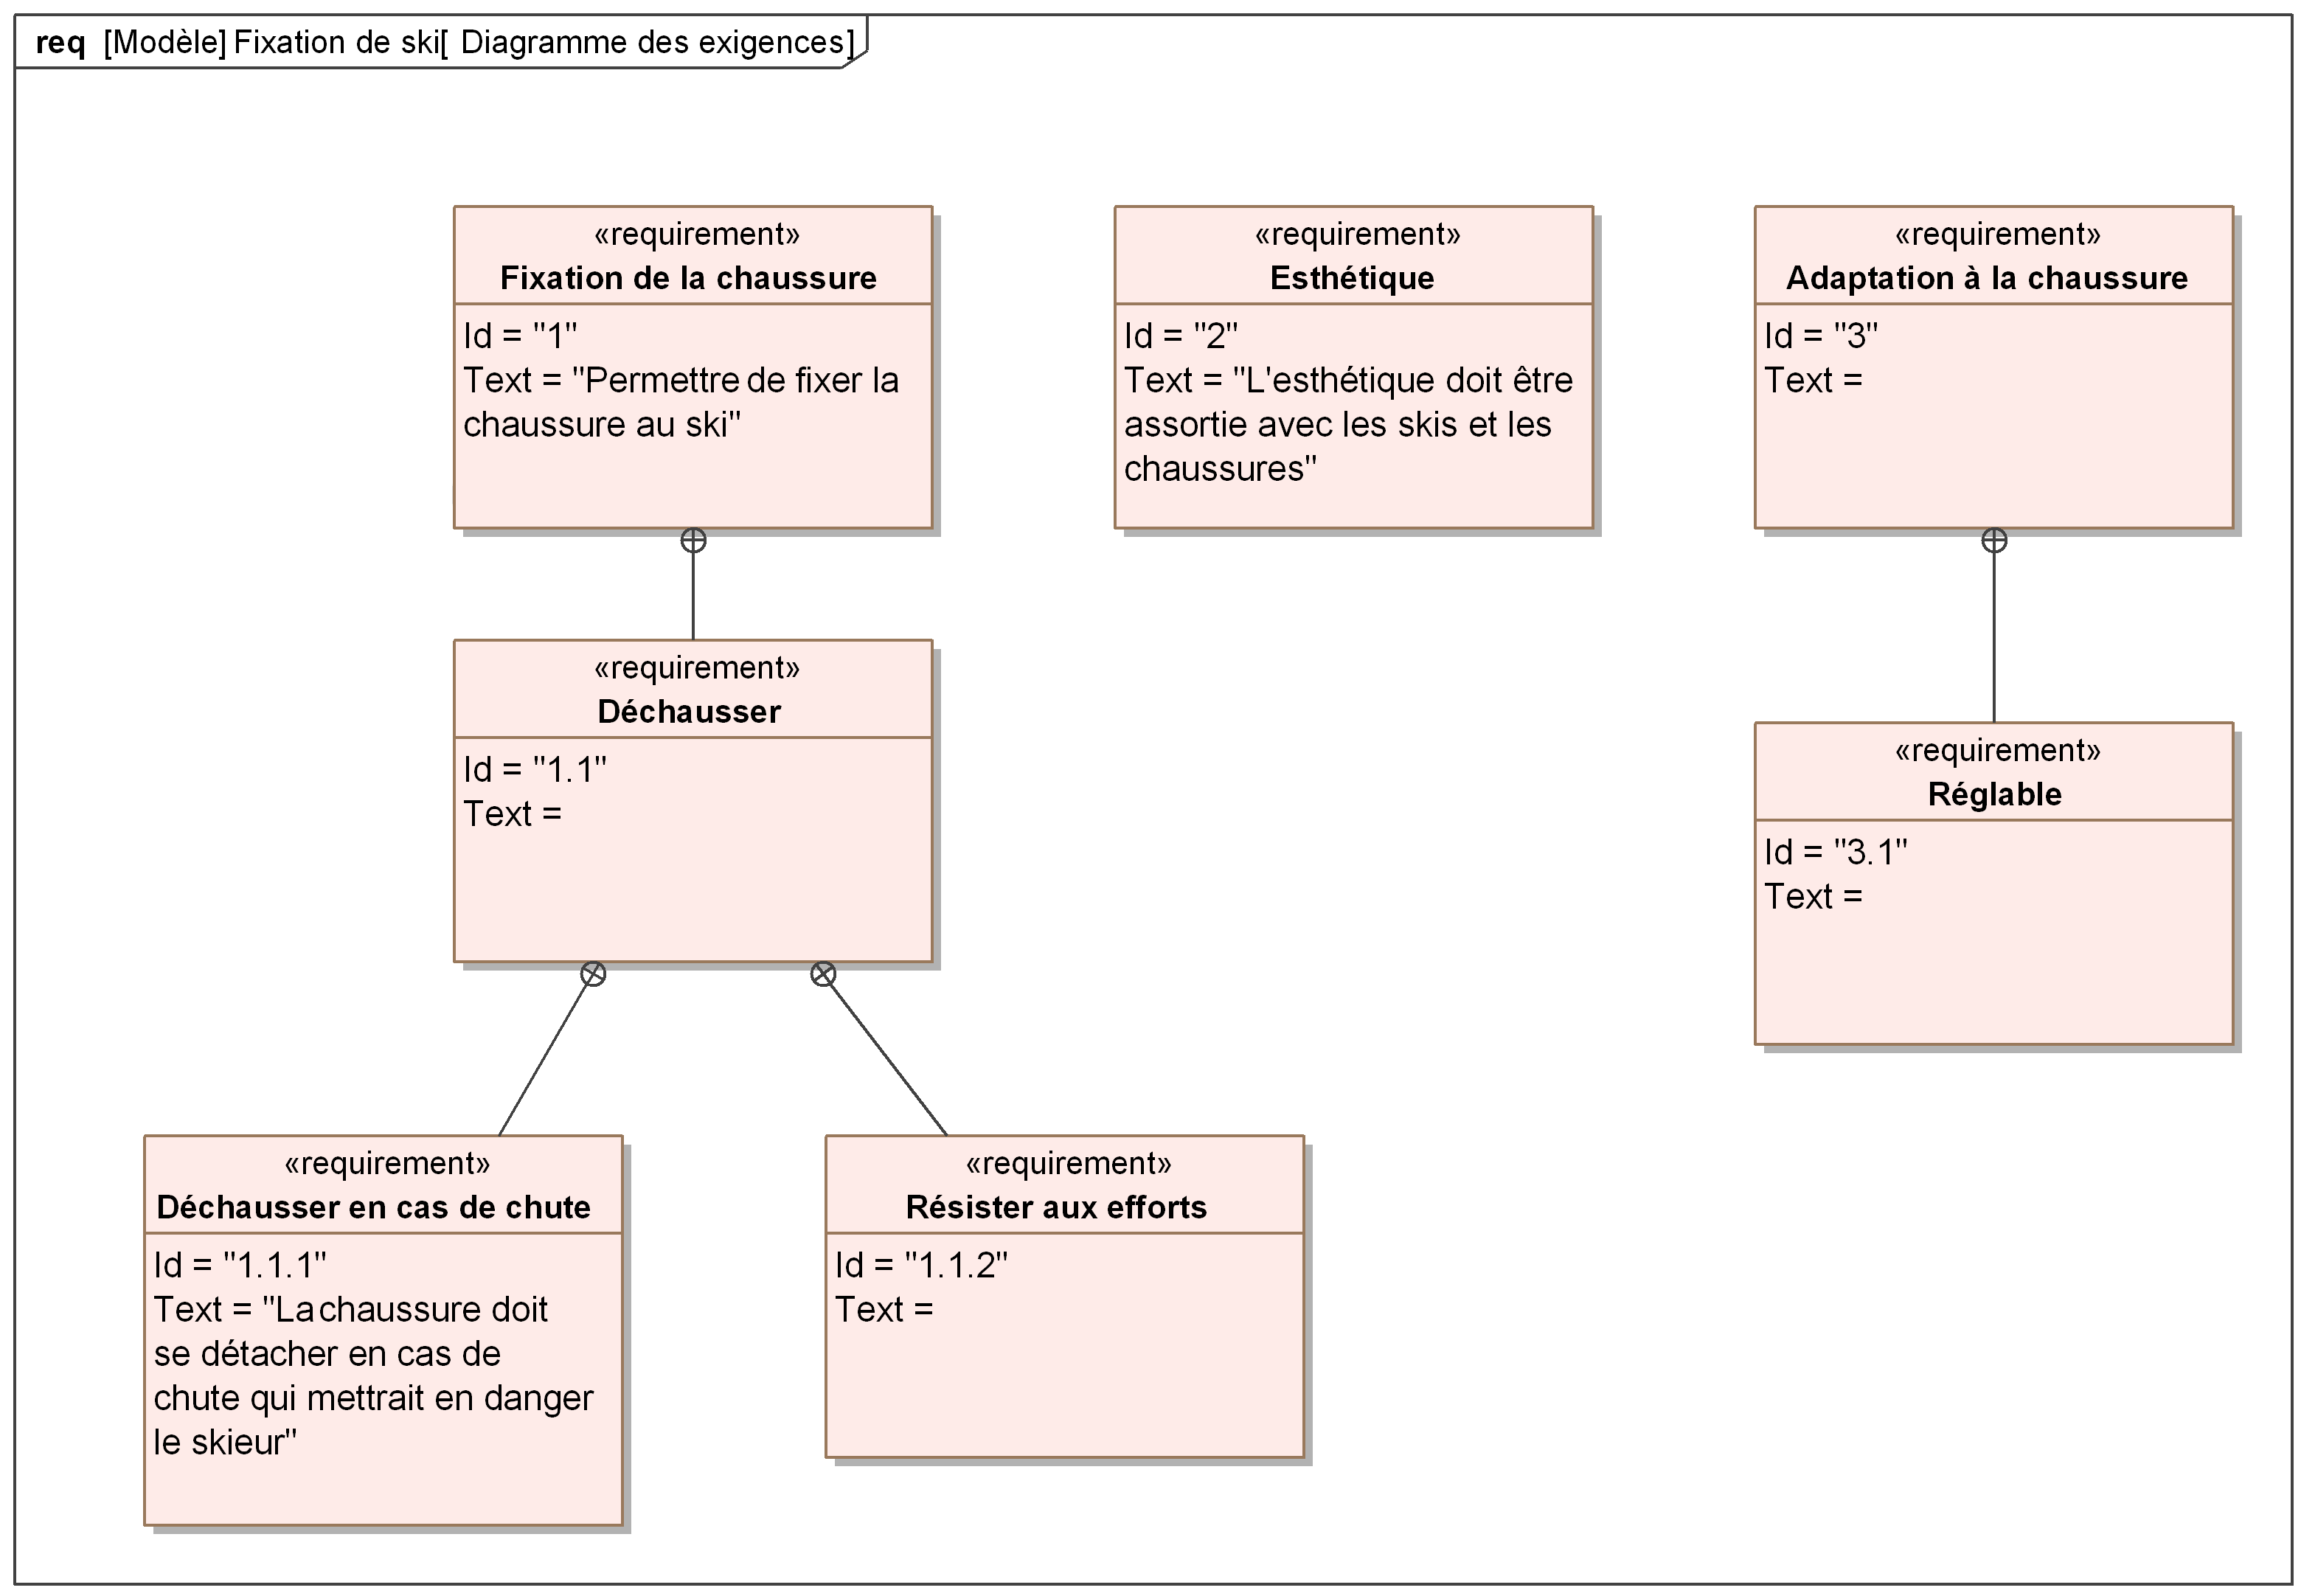 req [Modèle] Fixation de ski[ Diagramme des exigences]
«requirement»
Fixation de la chaussure
Id = "1"
Text = "Permettre de fixer la
chaussure au ski"
«requirement»
Esthétique
Id = "2"
Text = "L'esthétique doit être
assortie avec les skis et les
chaussures"
«requirement»
Adaptation à la chaussure
Id = "3"
Text =
«requirement»
Déchausser
Id = "1.1"
Text =
«requirement»
Réglable
Id = "3.1"
Text =
«requirement»
Déchausser en cas de chute
Id = "1.1.1"
Text = "La chaussure doit
se détacher en cas de
chute qui mettrait en danger
le skieur"
«requirement»
Résister aux efforts
Id = "1.1.2"
Text =